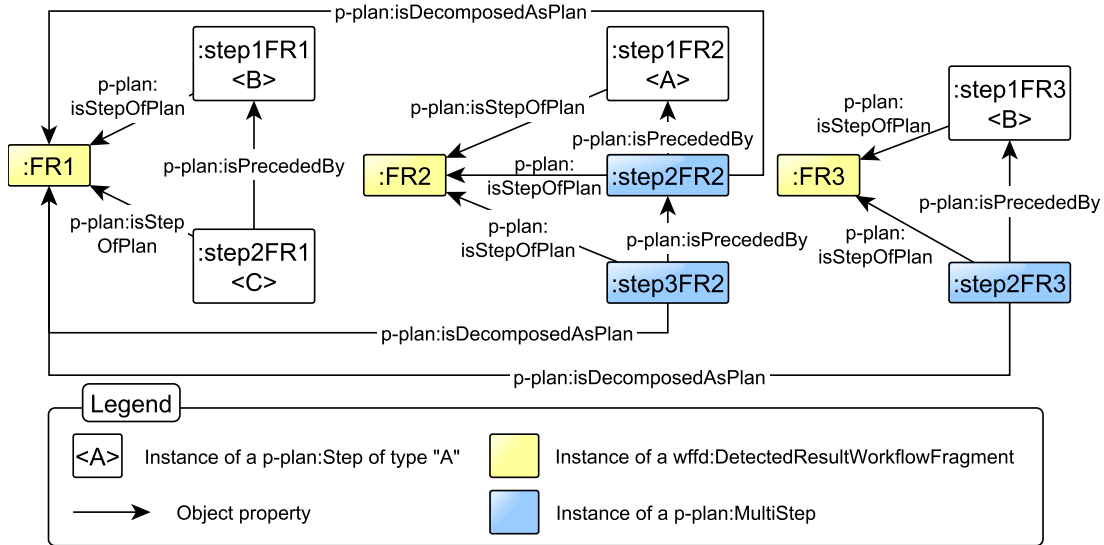 p-plan:isDecomposedAsPlan
:step1FR1
<B>
:step1FR2
<A>
:step1FR3
<B>
p-plan:
isStepOfPlan
p-plan:isStepOfPlan
p-plan:
isStepOfPlan
:FR1
p-plan:isPrecededBy
:FR2
p-plan:
isStepOfPlan
p-plan:isPrecededBy
:step2FR2
:FR3
p-plan:isStep
OfPlan
:step2FR1
<C>
p-plan:
isStepOfPlan
p-plan:isPrecededBy
:step3FR2
p-plan:
isStepOfPlan
p-plan:isPrecededBy
:step2FR3
p-plan:isDecomposedAsPlan
p-plan:isDecomposedAsPlan
Legend
<A>
Instance of a p-plan:Step of type "A"
Instance of a wffd:DetectedResultWorkflowFragment
Object property
Instance of a p-plan:MultiStep